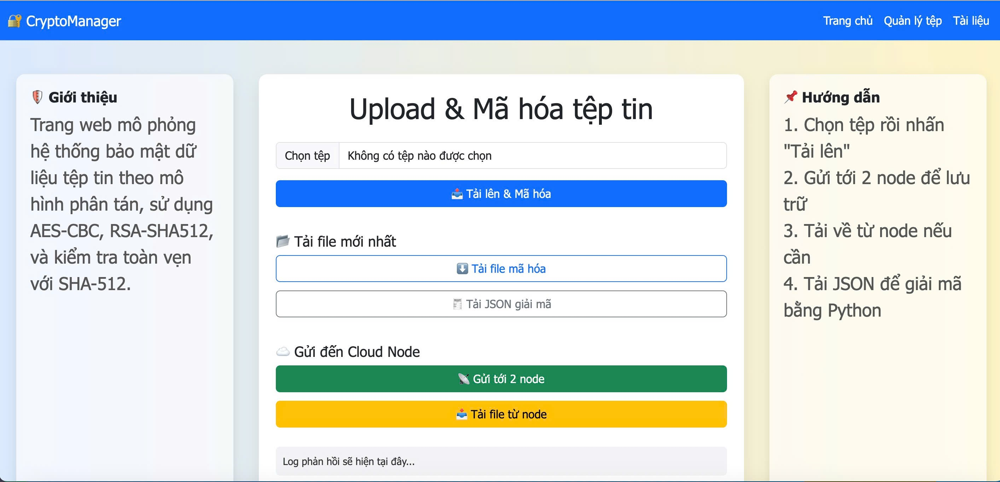 CryptoManager
Trang chủ Quản lý tệp Tài liệu
Giới thiệu
Trang web mô phỏng
hệ thống bảo mật dữ
liệu tệp tin theo mô
hình phân tán, sử dụng
AES-CBC, RSA-SHA512,
và kiểm tra toàn vẹn
với SHA-512.
Upload & Mã hóa tệp tin
Chọn tệp Không có tệp nào được chọn
Tải lên & Mã hóa
Tải file mới nhất
Tải file mã hóa
Tải JSON giải mã
Gửi đến Cloud Node
Gửi tới 2 node
Tải file từ node
Log phản hồi sẽ hiện tại đây...
Hướng dẫn
1. Chọn tệp rồi nhấn
"Tải lên"
2. Gửi tới 2 node để lưu
trữ
3. Tải về từ node nếu
cần
4. Tải JSON để giải mã
bằng Python